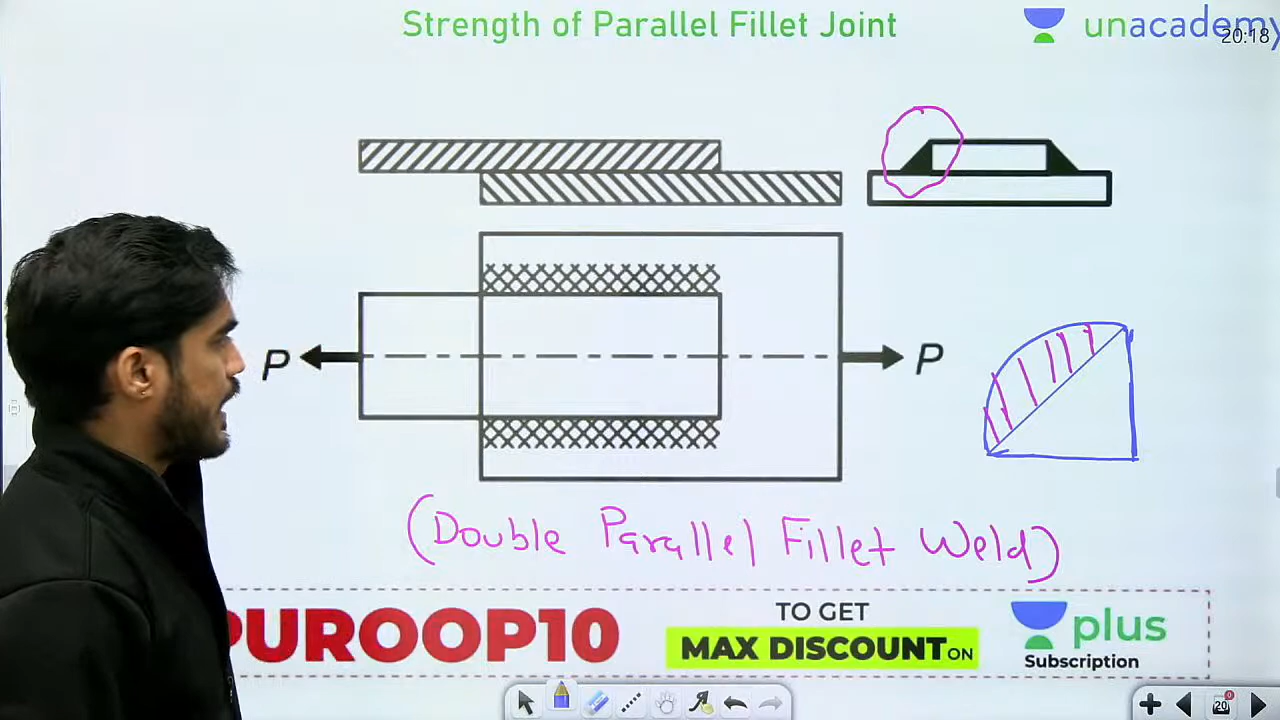 Strength of Parallel Fillet Joint
unacademy
20:18
P
P
(Double Parallel Fillet Weld)
PUROOP10
TO GET
MAX DISCOUNT ON
plus
Subscription
20